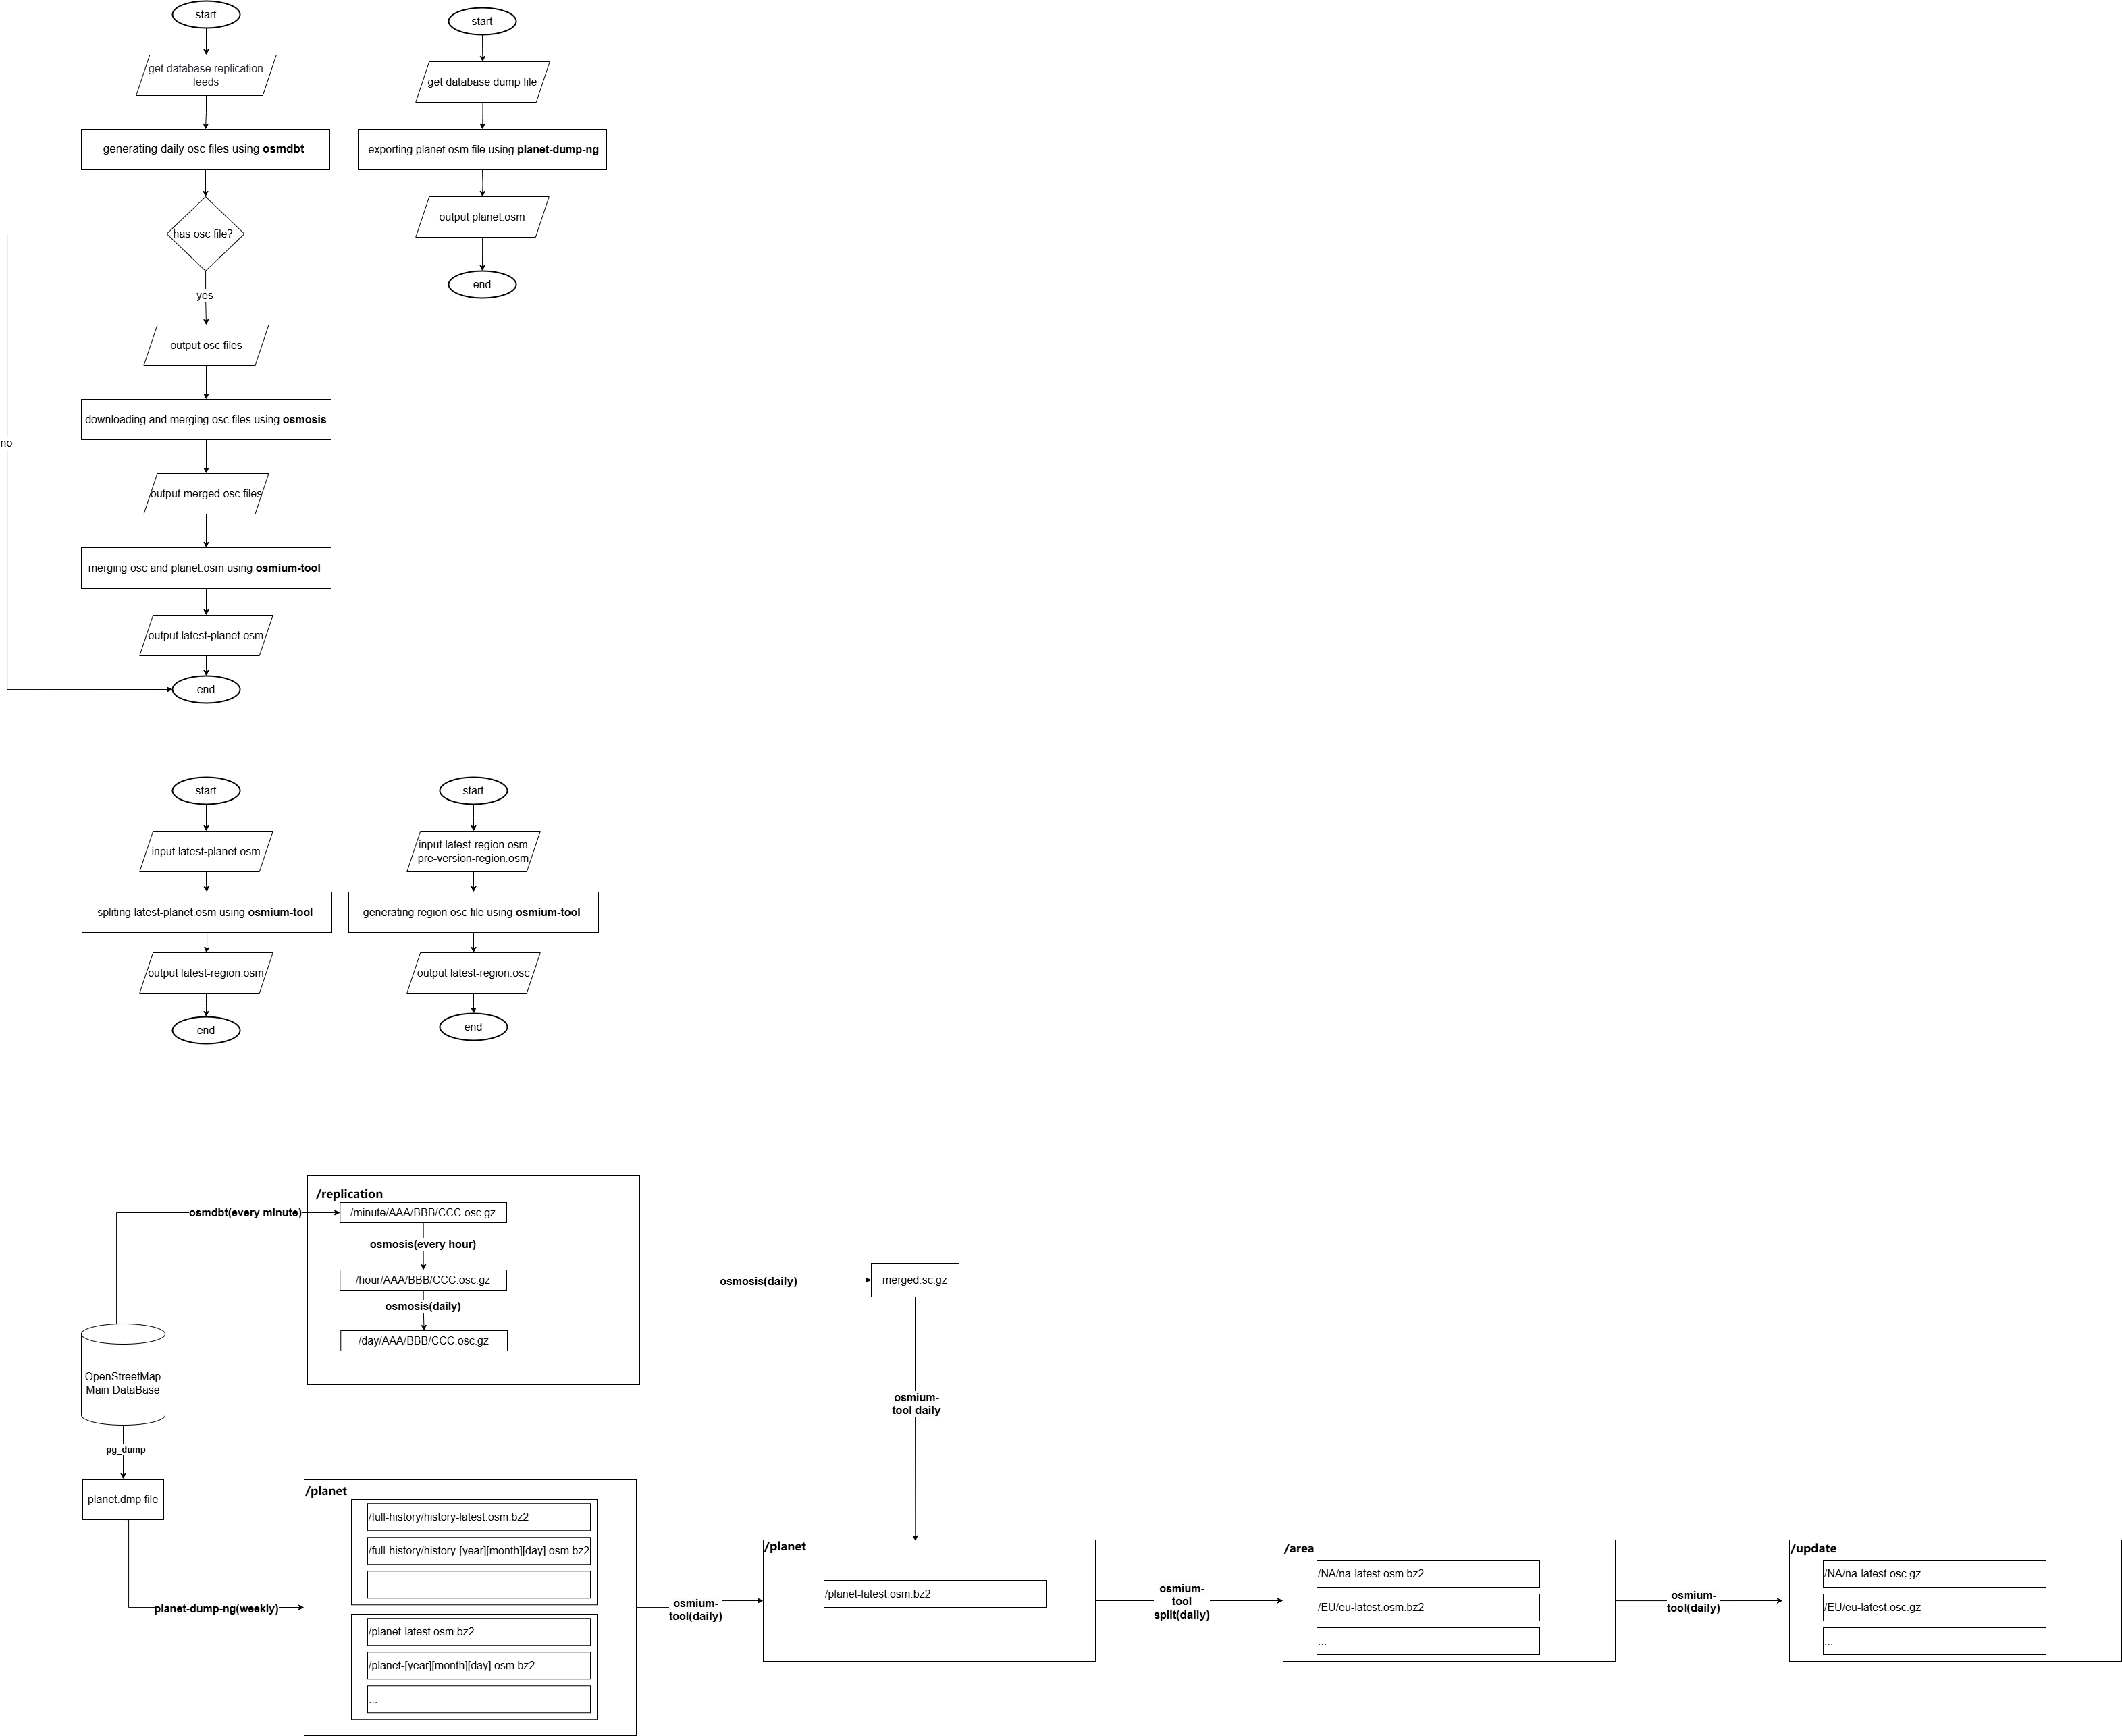 start
get database replication
feeds
generating daily osc files using osmdbt
has osc file?
yes
no
output osc files
downloading and merging osc files using osmosis
output merged osc files
merging osc and planet.osm using osmium-tool
output latest-planet.osm
end
start
get database dump file
exporting planet.osm file using planet-dump-ng
output planet.osm
end
start
input latest-planet.osm
spliting latest-planet.osm using osmium-tool
output latest-region.osm
end
start
input latest-region.osm
pre-version-region.osm
generating region osc file using osmium-tool
output latest-region.osc
end
OpenStreetMap
Main DataBase
osmdbt(every minute)
/replication
/minute/AAA/BBB/CCC.osc.gz
osmosis(every hour)
/hour/AAA/BBB/CCC.osc.gz
osmosis(daily)
/day/AAA/BBB/CCC.osc.gz
osmosis(daily)
merged.sc.gz
osmium-
tool daily
pg_dump
planet.dmp file
planet-dump-ng(weekly)
/planet
/full-history/history-latest.osm.bz2
/full-history/history-[year][month][day].osm.bz2
...
/planet-latest.osm.bz2
/planet-[year][month][day].osm.bz2
...
osmium-
tool(daily)
/planet
/planet-latest.osm.bz2
osmium-
tool
split(daily)
/area
/NA/na-latest.osm.bz2
/EU/eu-latest.osm.bz2
...
osmium-
tool(daily)
/update
/NA/na-latest.osc.gz
/EU/eu-latest.osc.gz
...